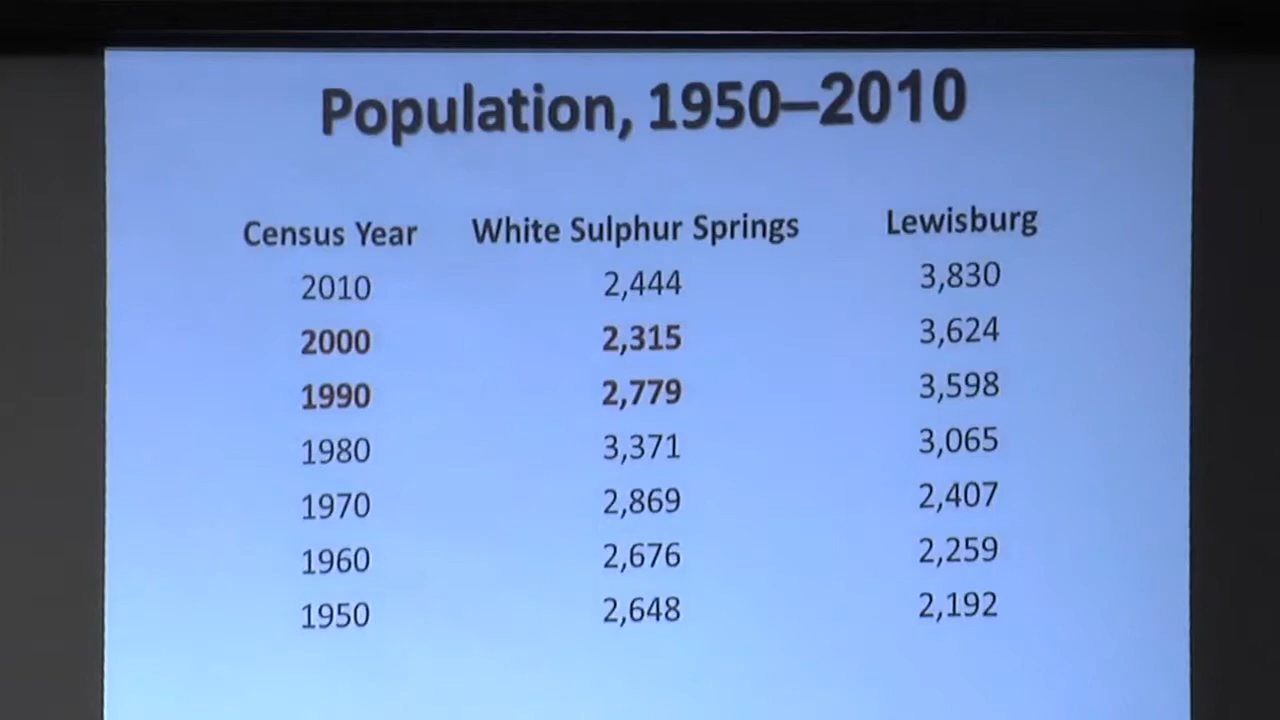 Population, 1950–2010
Census Year White Sulphur Springs Lewisburg
2010 2,444 3,830
2000 2,315 3,624
1990 2,779 3,598
1980 3,371 3,065
1970 2,869 2,407
1960 2,676 2,259
1950 2,648 2,192